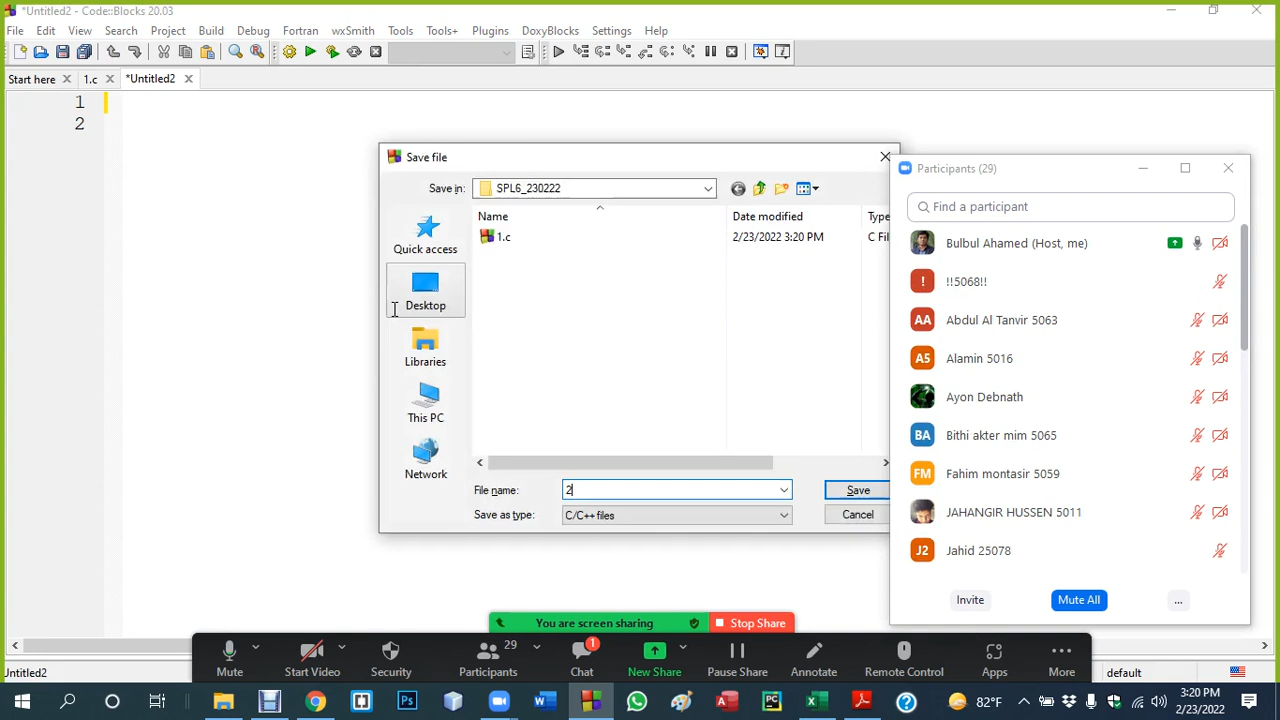 *Untitled2 - Code::Blocks 20.03
File Edit View Search Project Build Debug Fortran wxSmith Tools Tools+ Plugins DoxyBlocks Settings Help
Start here 1.c *Untitled2
1
2
Save file
Save in: SPL6_230222
Name Date modified Type
1.c 2/23/2022 3:20 PM C Fil
Quick access
Desktop
Libraries
This PC
Network
File name: 2 Save
Save as type: C/C++ files Cancel
Participants (29)
Find a participant
Bulbul Ahamed (Host, me)
! !!5068!!
AA Abdul Al Tanvir 5063
A5 Alamin 5016
Ayon Debnath
BA Bithi akter mim 5065
FM Fahim montasir 5059
JAHANGIR HUSSEN 5011
J2 Jahid 25078
Invite Mute All ...
You are screen sharing Stop Share
29 1
Mute Start Video Security Participants Chat New Share Pause Share Annotate Remote Control Apps More
Untitled2 default
82°F 3:20 PM
2/23/2022